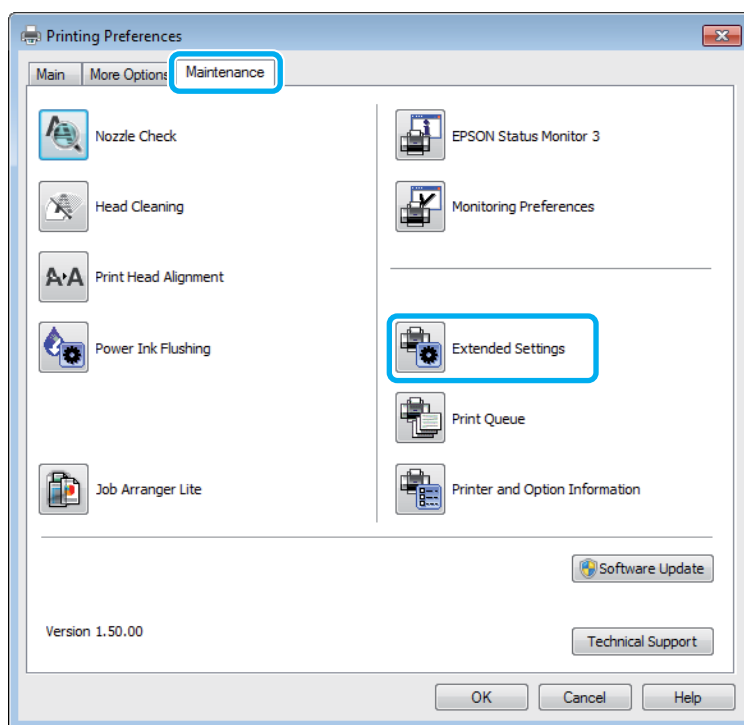 Printing Preferences
Main
More Options
Maintenance
Nozzle Check
EPSON Status Monitor 3
Head Cleaning
Monitoring Preferences
A▸A
Print Head Alignment
Power Ink Flushing
Extended Settings
Print Queue
Job Arranger Lite
Printer and Option Information
Software Update
Version 1.50.00
Technical Support
OK
Cancel
Help